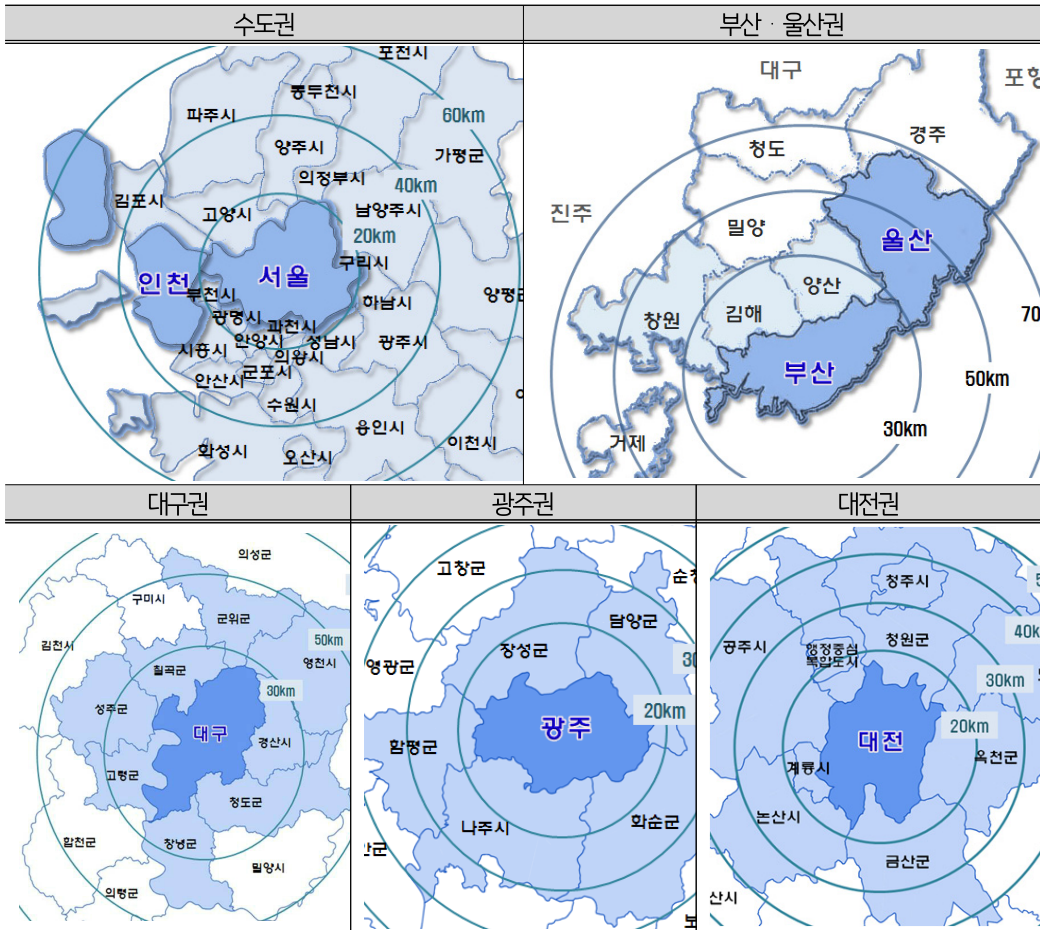 수도권
포천시
동두천시
파주시
60km
양주시
가평군
의정부시
40km
김포시
고양시
남양주시
20km
구리시
인천
서울
부천시
양평군
하남시
광명시
과천시
시흥시
안양시
성남시
광주시
의왕시
안산시
군포시
수원시
용인시
이천시
화성시
오산시
부산 · 울산권
대구
포항
경주
청도
진주
밀양
울산
양산
창원
김해
70
부산
50km
30km
거제
대구권
의성군
구미시
군위군
김천시
50km
영천시
칠곡군
30km
성주군
대구
경산시
고령군
청도군
합천군
창녕군
밀양시
의령군
광주권
고창군
순창
담양군
장성군
영광군
30
20km
광주
함평군
나주시
화순군
안군
보
대전권
청주시
5
40k
공주시
청원군
행정중심
복합도시
30km
20km
대전
옥천군
계룡시
논산시
금산군
산시